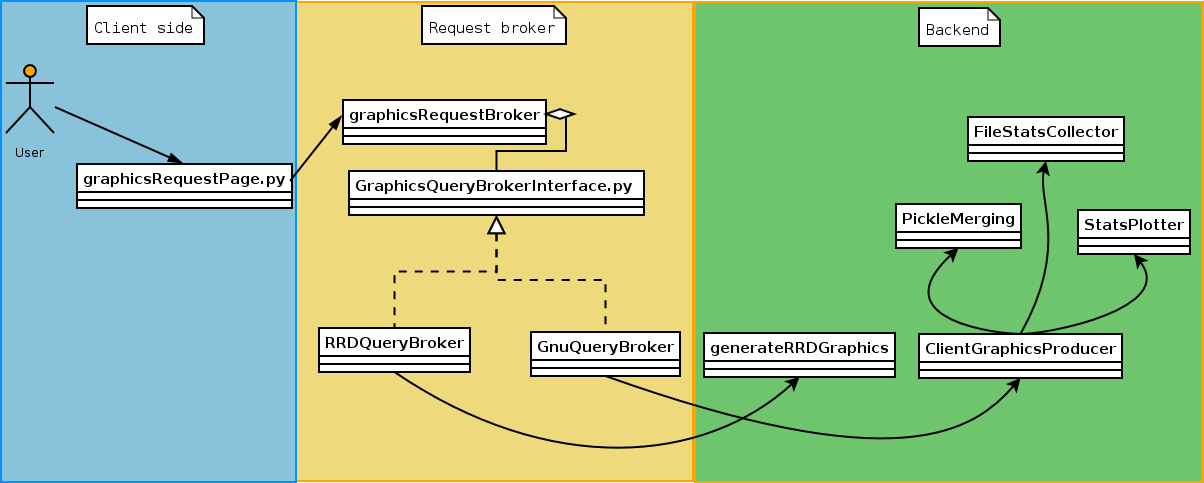 Client side
Request broker
Backend
User
graphicsRequestPage.py
graphicsRequestBroker
GraphicsQueryBrokerInterface.py
RRDQueryBroker
GnuQueryBroker
FileStatsCollector
PickleMerging
StatsPlotter
generateRRDGraphics
ClientGraphicsProducer